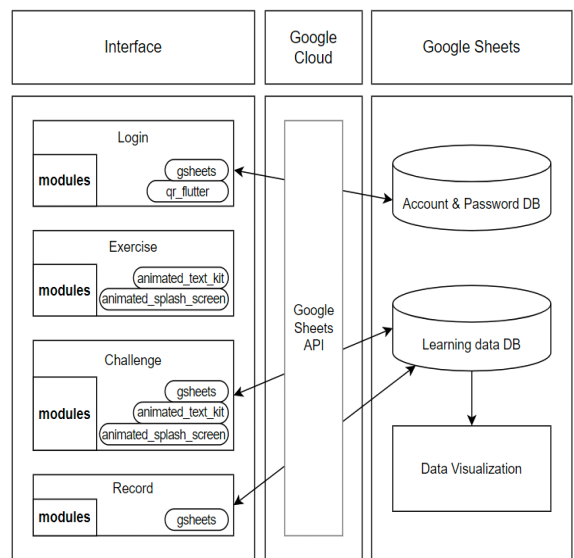 Interface
Google
Cloud
Google Sheets
Login
modules
gsheets
qr_flutter
Exercise
modules
animated_text_kit
animated_splash_screen
Challenge
modules
gsheets
animated_text_kit
animated_splash_screen
Record
modules
gsheets
Google
Sheets
API
Account & Password DB
Learning data DB
Data Visualization